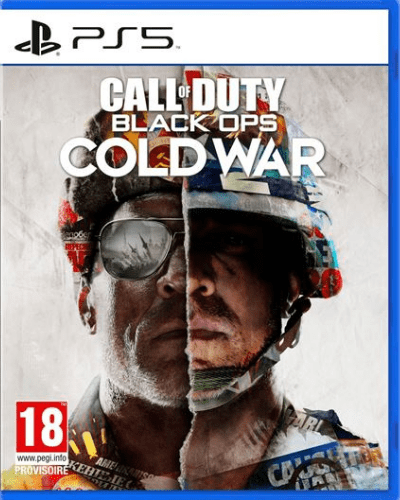 PS5
CALL OF DUTY
BLACK OPS
COLD WAR
18
www.pegi.info
PROVISOIRE